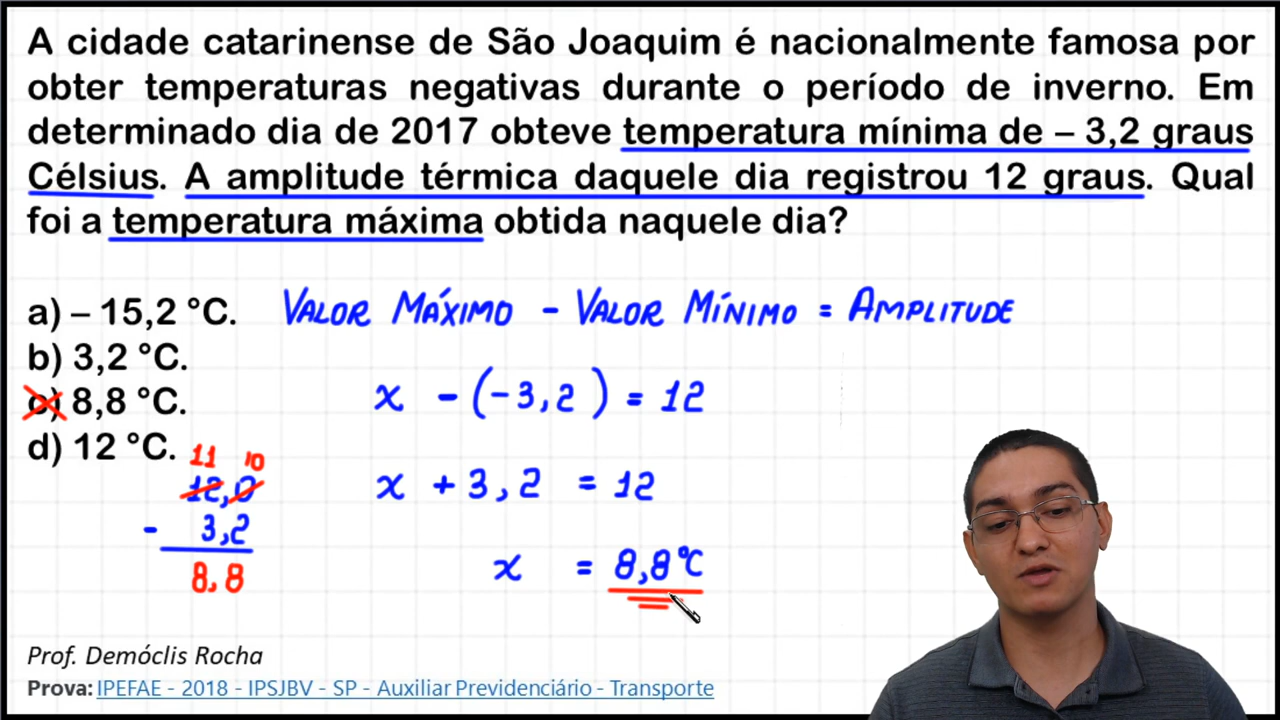 A cidade catarinense de São Joaquim é nacionalmente famosa por
obter temperaturas negativas durante o período de inverno. Em
determinado dia de 2017 obteve temperatura mínima de – 3,2 graus
Célsius. A amplitude térmica daquele dia registrou 12 graus. Qual
foi a temperatura máxima obtida naquele dia?
a) – 15,2 °C.
b) 3,2 °C.
c) 8,8 °C.
d) 12 °C.
VALOR MÁXIMO - VALOR MÍNIMO = AMPLITUDE
x - (-3,2) = 12
x + 3,2 = 12
x = 8,8°C
11 10
12,0
- 3,2
8,8
Prof. Demóclis Rocha
Prova: IPEFAE - 2018 - IPSJBV - SP - Auxiliar Previdenciário - Transporte